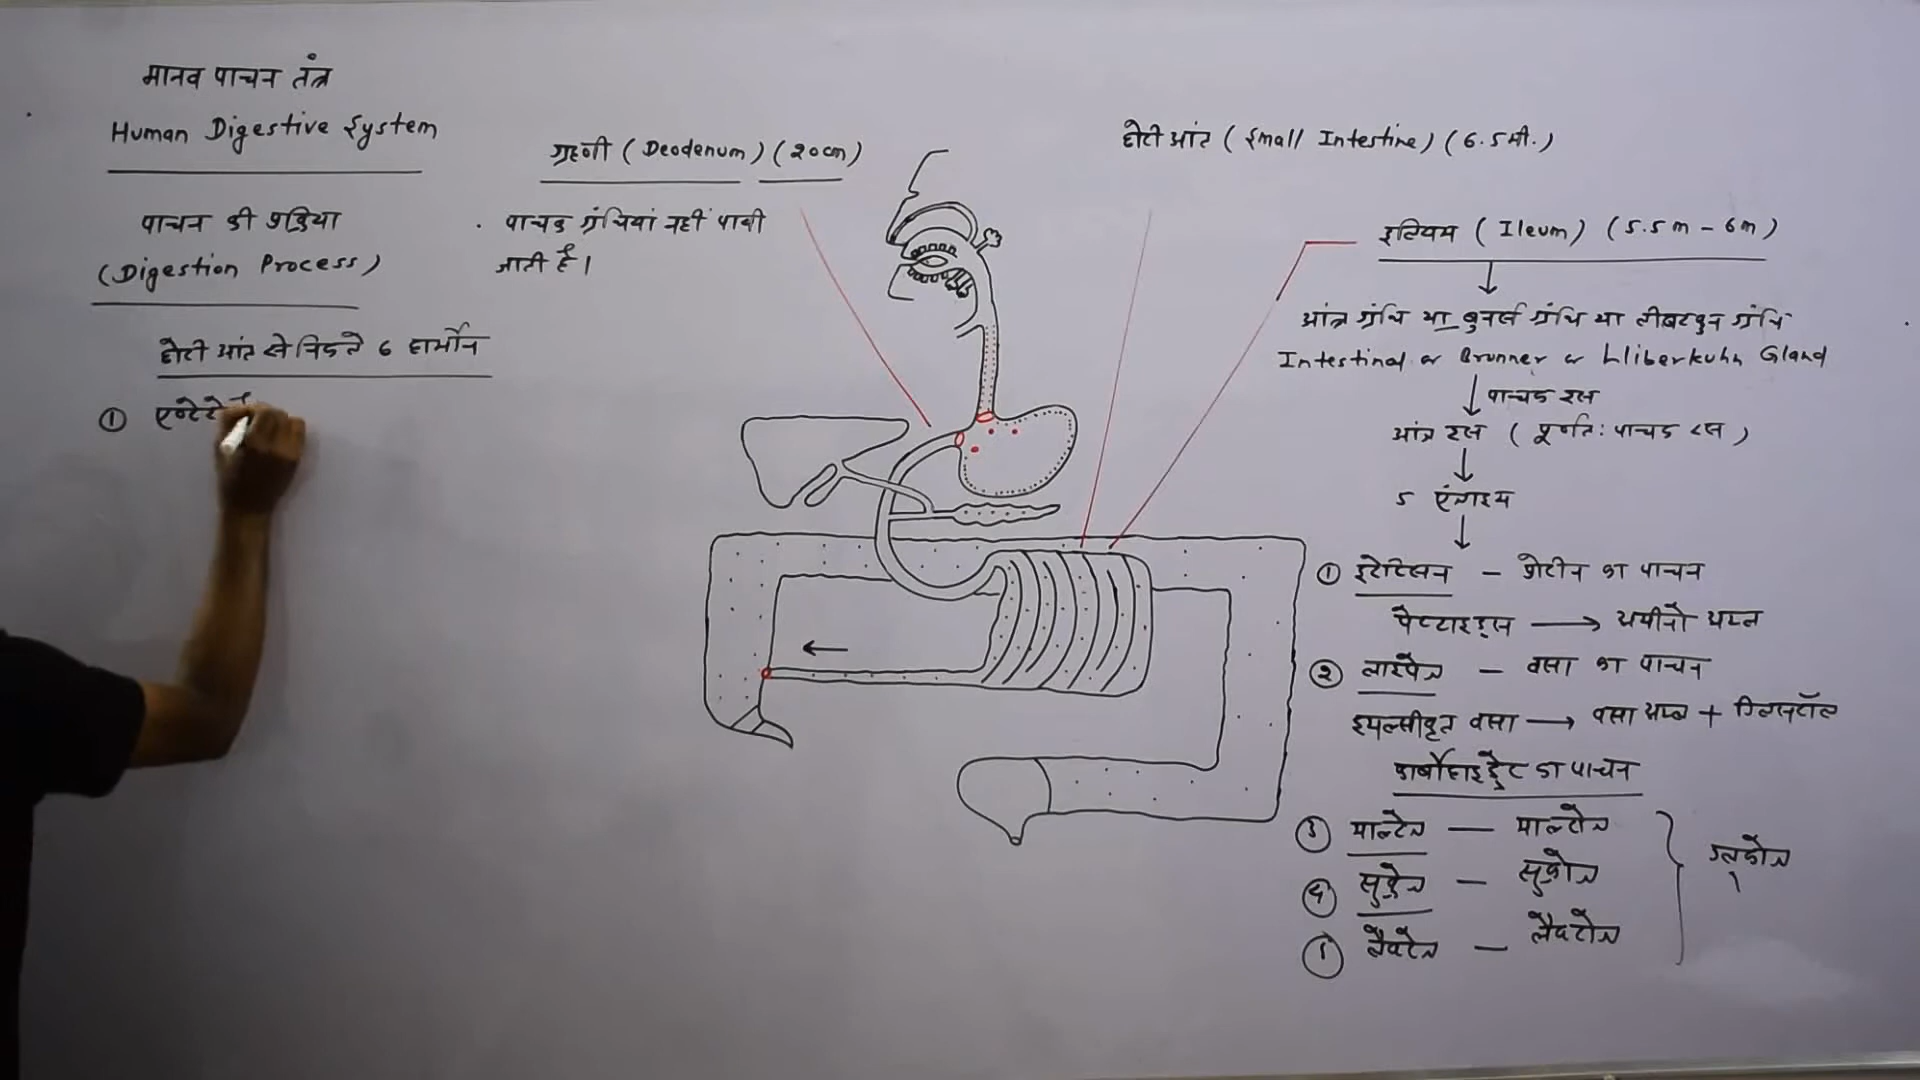 मानव पाचन तंत्र
Human Digestive System
पाचन की प्रक्रिया
(Digestion Process)
छोटी आंत से निकले 6 हार्मोन
① एन्टेरो
ग्रहणी (Deodenum) (20cm)
. पाचक ग्रंथियां नहीं पायी
जाती है।
छोटी आंत (Small Intestine) (6.5मी.)
इलियम (Ileum) (5.5m - 6m)
आंत्र ग्रंथि या ब्रुनर्स ग्रंथि या लीबरकुन ग्रंथि
Intestinal or Brunner or Lliberkuhn Gland
पाचक रस
आंत्र रस (पूर्णतः पाचक रस)
5 एंजाइम
① इरेप्सिन - प्रोटीन का पाचन
पेप्टाइड्स → अमीनो अम्ल
② लाइपेज - वसा का पाचन
इमल्सीकृत वसा → वसा अम्ल + ग्लिसरॉल
कार्बोहाइड्रेट का पाचन
③ माल्टेज — माल्टोज
④ सुक्रेज — सुक्रोज
⑤ लैक्टेज — लैक्टोज
ग्लूकोज